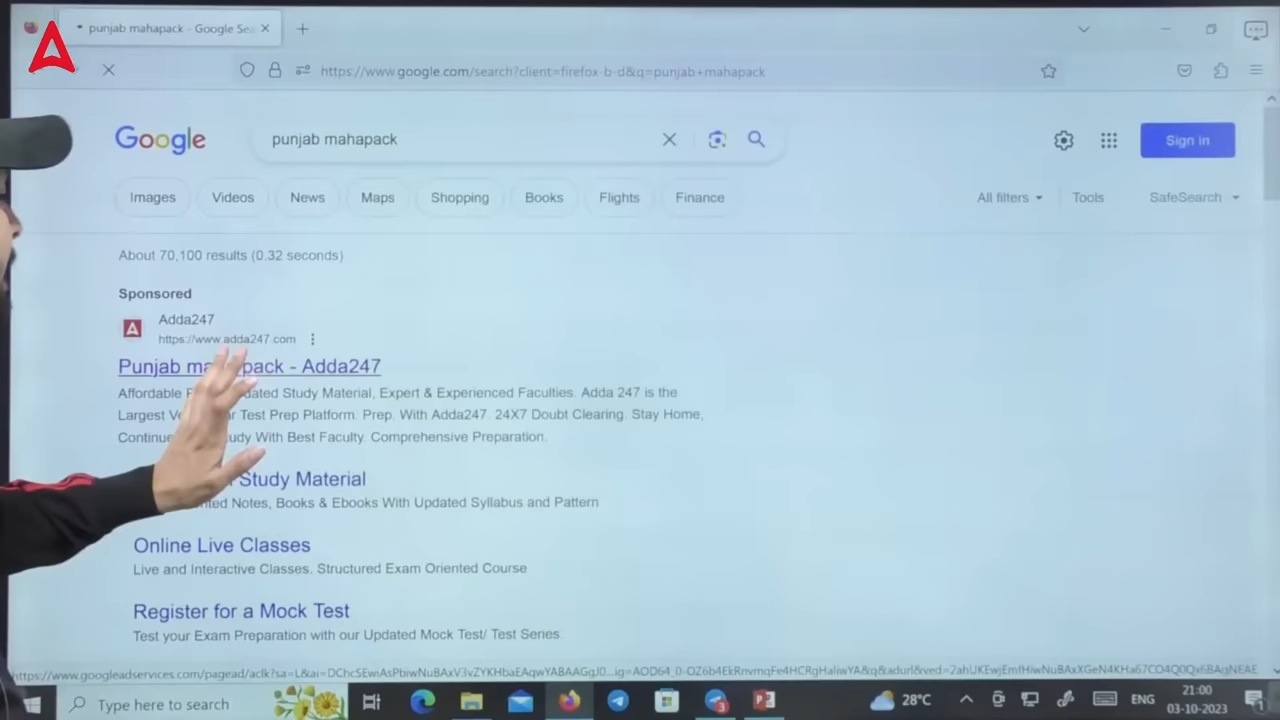 punjab mahapack - Google Sea
https://www.google.com/search?client=firefox-b-d&q=punjab+mahapack
Google
punjab mahapack
Sign in
Images Videos News Maps Shopping Books Flights Finance
All filters Tools SafeSearch
About 70,100 results (0.32 seconds)
Sponsored
Adda247
https://www.adda247.com
Punjab mahapack - Adda247
Affordable dated Study Material, Expert & Experienced Faculties. Adda 247 is the
Largest Test Prep Platform. Prep. With Adda247. 24X7 Doubt Clearing. Stay Home,
Continue With Best Faculty. Comprehensive Preparation.
Study Material
Notes, Books & Ebooks With Updated Syllabus and Pattern
Online Live Classes
Live and Interactive Classes. Structured Exam Oriented Course
Register for a Mock Test
Test your Exam Preparation with our Updated Mock Test/ Test Series.
Type here to search
3
28°C
ENG
21:00
03-10-2023
1